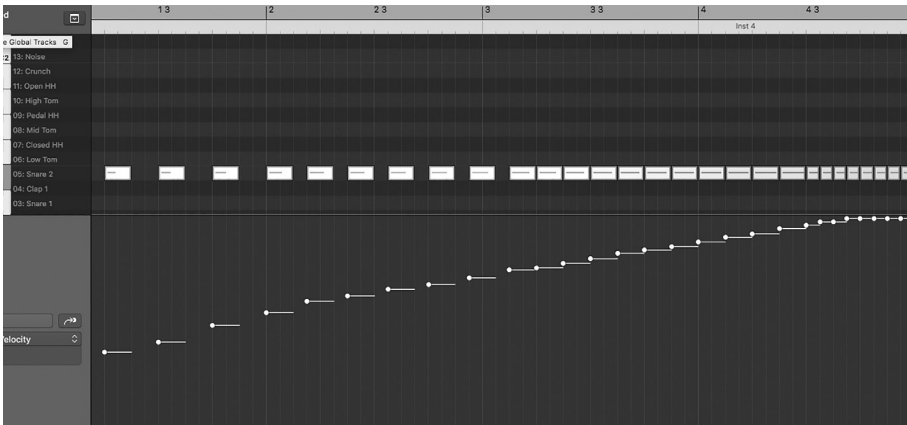 d
1 3 2 2 3 3 3 3 4 4 3
Inst 4
e Global Tracks G
C2 13: Noise
12: Crunch
11: Open HH
10: High Tom
09: Pedal HH
08: Mid Tom
07: Closed HH
06: Low Tom
05: Snare 2
04: Clap 1
03: Snare 1
elocity